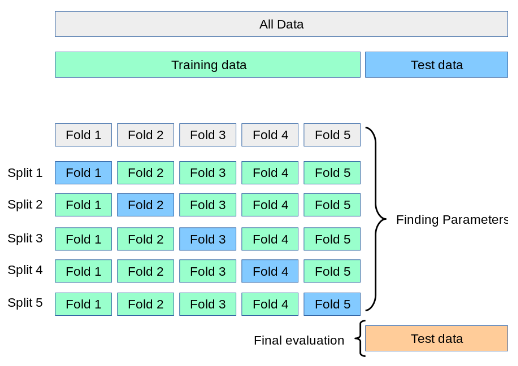 All Data
Training data Test data
Fold 1 Fold 2 Fold 3 Fold 4 Fold 5
Split 1 Fold 1 Fold 2 Fold 3 Fold 4 Fold 5
Split 2 Fold 1 Fold 2 Fold 3 Fold 4 Fold 5
Finding Parameters
Split 3 Fold 1 Fold 2 Fold 3 Fold 4 Fold 5
Split 4 Fold 1 Fold 2 Fold 3 Fold 4 Fold 5
Split 5 Fold 1 Fold 2 Fold 3 Fold 4 Fold 5
Final evaluation Test data